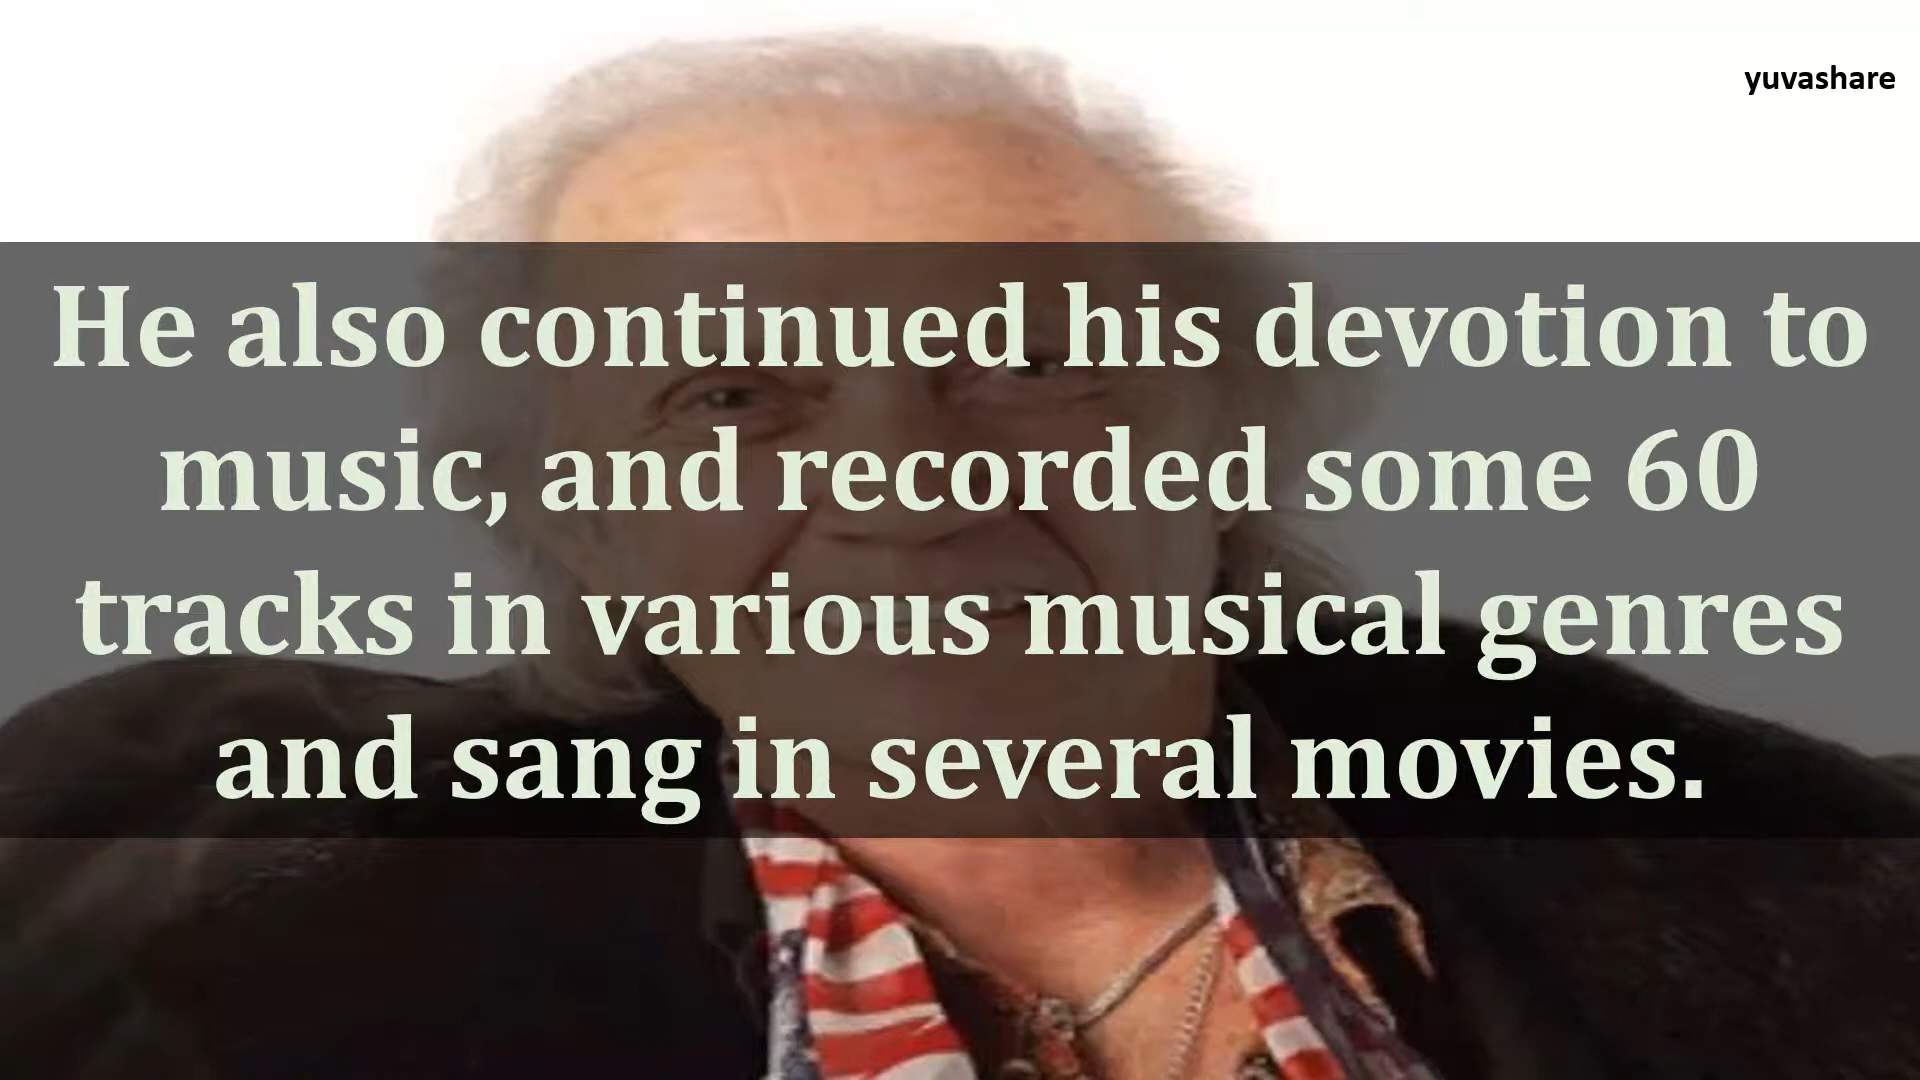 yuvashare
He also continued his devotion to
music, and recorded some 60
tracks in various musical genres
and sang in several movies.